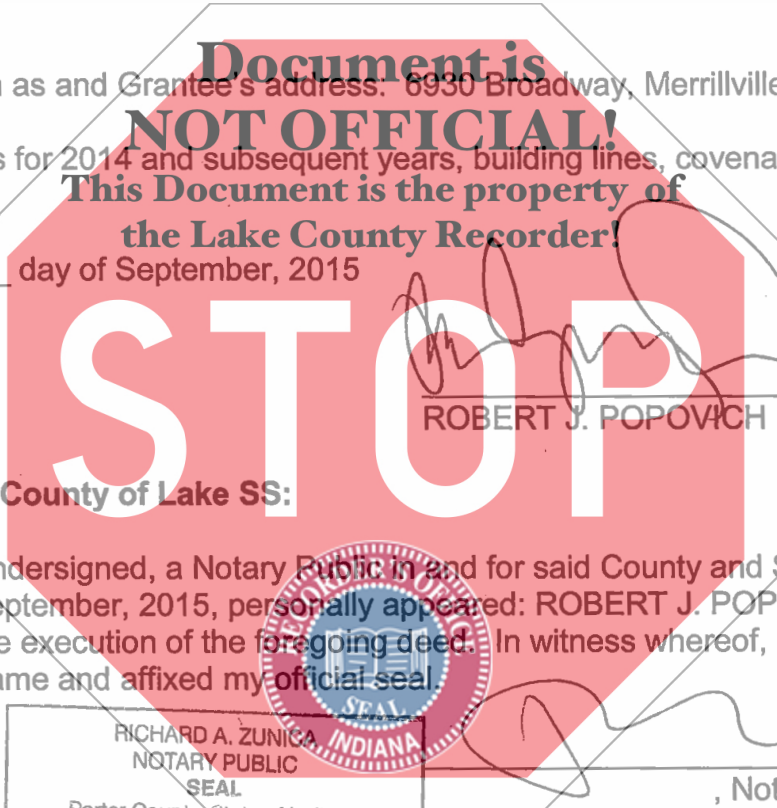 Document is
as and Grantee's address: 6930 Broadway, Merrillville
NOT OFFICIAL!
s for 2014 and subsequent years, building lines, covena
This Document is the property of
the Lake County Recorder!
day of September, 2015
STOP
ROBERT J. POPOVICH
County of Lake SS:
ndersigned, a Notary Public in and for said County and S
eptember, 2015, personally appeared: ROBERT J. POP
e execution of the foregoing deed. In witness whereof,
ame and affixed my official seal.
RECORDER'S OFFICE
SEAL
INDIANA
RICHARD A. ZUNIGA
NOTARY PUBLIC
SEAL
, Not